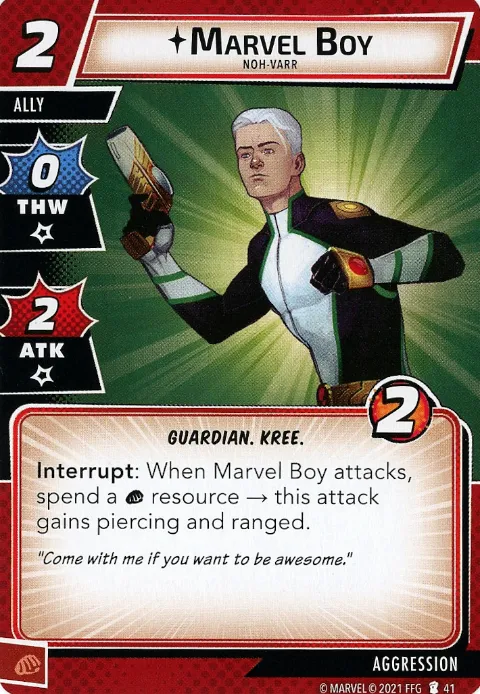 2
MARVEL BOY
NOH-VARR
ALLY
0
THW
2
ATK
2
GUARDIAN. KREE.
Interrupt: When Marvel Boy attacks,
spend a resource → this attack
gains piercing and ranged.
"Come with me if you want to be awesome."
AGGRESSION
© MARVEL © 2021 FFG 41